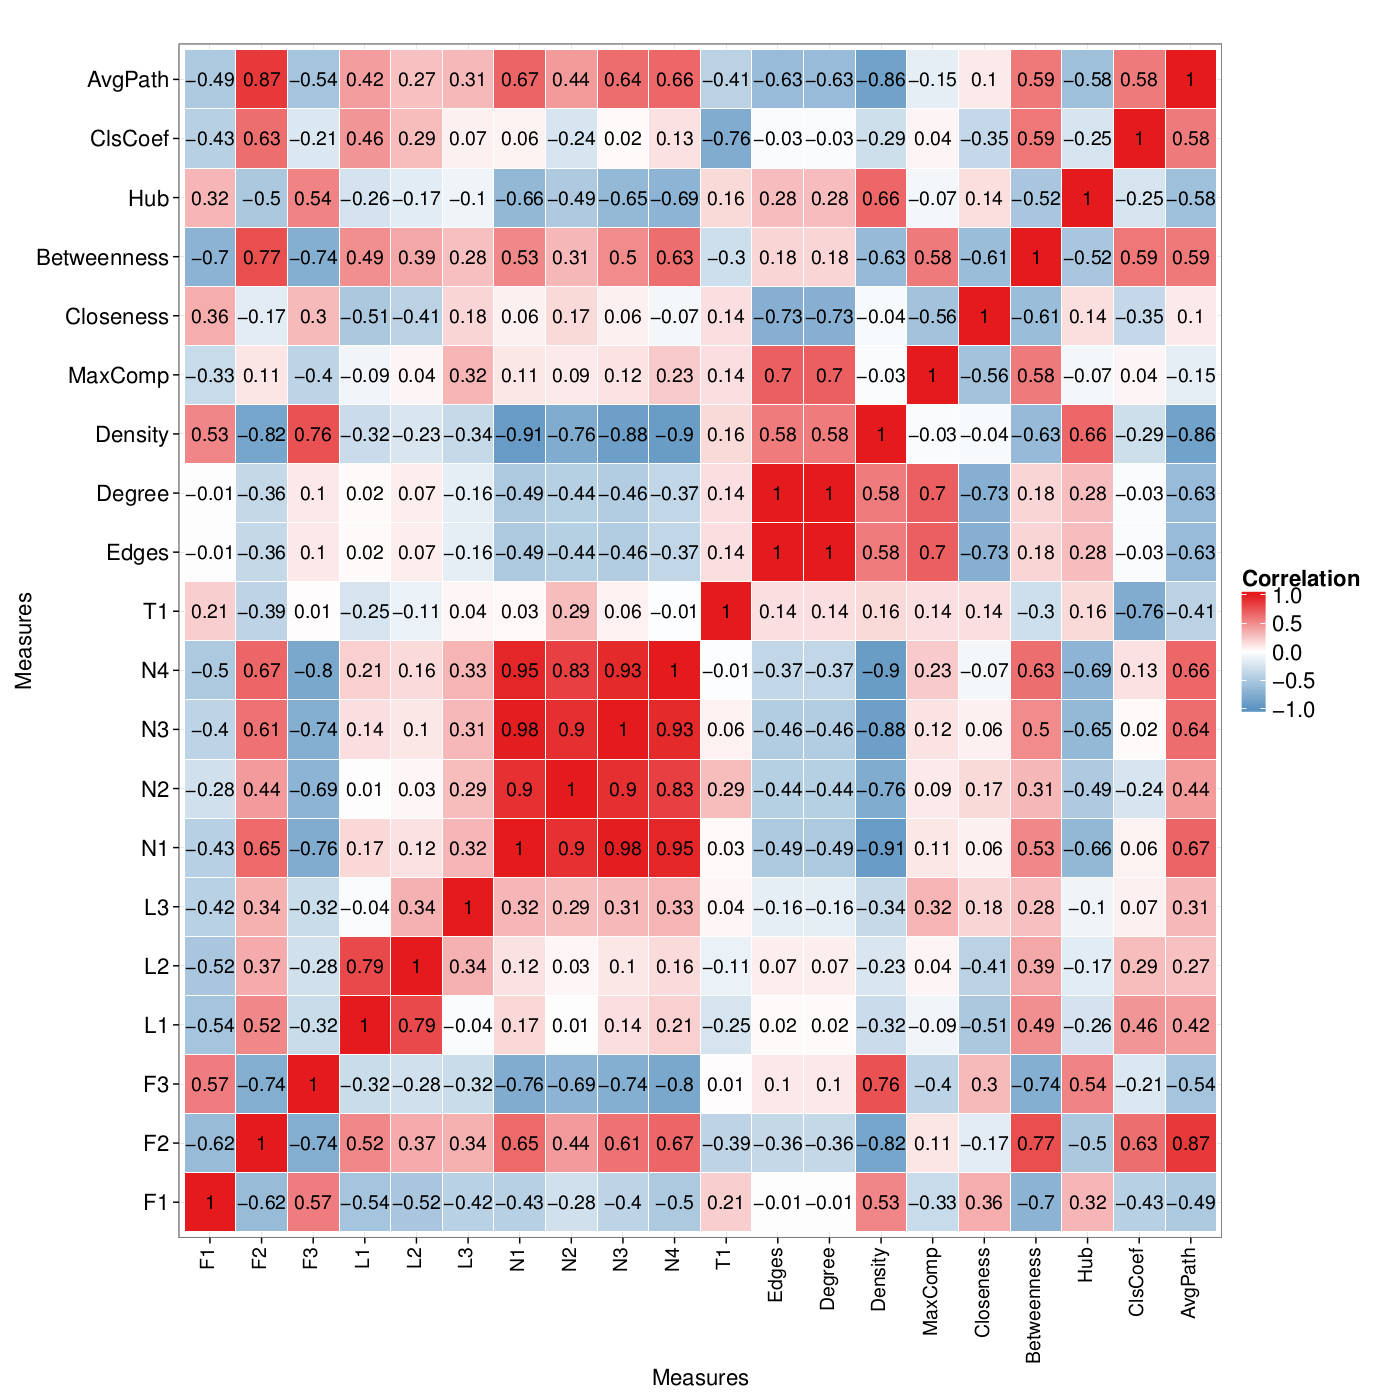 AvgPath −0.49 0.87 −0.54 0.42 0.27 0.31 0.67 0.44 0.64 0.66 −0.41 −0.63 −0.63 −0.86 −0.15 0.1 0.59 −0.58 0.58 1
ClsCoef −0.43 0.63 −0.21 0.46 0.29 0.07 0.06 −0.24 0.02 0.13 −0.76 −0.03 −0.03 −0.29 0.04 −0.35 0.59 −0.25 1 0.58
Hub 0.32 −0.5 0.54 −0.26 −0.17 −0.1 −0.66 −0.49 −0.65 −0.69 0.16 0.28 0.28 0.66 −0.07 0.14 −0.52 1 −0.25 −0.58
Betweenness −0.7 0.77 −0.74 0.49 0.39 0.28 0.53 0.31 0.5 0.63 −0.3 0.18 0.18 −0.63 0.58 −0.61 1 −0.52 0.59 0.59
Closeness 0.36 −0.17 0.3 −0.51 −0.41 0.18 0.06 0.17 0.06 −0.07 0.14 −0.73 −0.73 −0.04 −0.56 1 −0.61 0.14 −0.35 0.1
MaxComp −0.33 0.11 −0.4 −0.09 0.04 0.32 0.11 0.09 0.12 0.23 0.14 0.7 0.7 −0.03 1 −0.56 0.58 −0.07 0.04 −0.15
Density 0.53 −0.82 0.76 −0.32 −0.23 −0.34 −0.91 −0.76 −0.88 −0.9 0.16 0.58 0.58 1 −0.03 −0.04 −0.63 0.66 −0.29 −0.86
Degree −0.01 −0.36 0.1 0.02 0.07 −0.16 −0.49 −0.44 −0.46 −0.37 0.14 1 1 0.58 0.7 −0.73 0.18 0.28 −0.03 −0.63
Edges −0.01 −0.36 0.1 0.02 0.07 −0.16 −0.49 −0.44 −0.46 −0.37 0.14 1 1 0.58 0.7 −0.73 0.18 0.28 −0.03 −0.63
T1 0.21 −0.39 0.01 −0.25 −0.11 0.04 0.03 0.29 0.06 −0.01 1 0.14 0.14 0.16 0.14 0.14 −0.3 0.16 −0.76 −0.41
N4 −0.5 0.67 −0.8 0.21 0.16 0.33 0.95 0.83 0.93 1 −0.01 −0.37 −0.37 −0.9 0.23 −0.07 0.63 −0.69 0.13 0.66
N3 −0.4 0.61 −0.74 0.14 0.1 0.31 0.98 0.9 1 0.93 0.06 −0.46 −0.46 −0.88 0.12 0.06 0.5 −0.65 0.02 0.64
N2 −0.28 0.44 −0.69 0.01 0.03 0.29 0.9 1 0.9 0.83 0.29 −0.44 −0.44 −0.76 0.09 0.17 0.31 −0.49 −0.24 0.44
N1 −0.43 0.65 −0.76 0.17 0.12 0.32 1 0.9 0.98 0.95 0.03 −0.49 −0.49 −0.91 0.11 0.06 0.53 −0.66 0.06 0.67
L3 −0.42 0.34 −0.32 −0.04 0.34 1 0.32 0.29 0.31 0.33 0.04 −0.16 −0.16 −0.34 0.32 0.18 0.28 −0.1 0.07 0.31
L2 −0.52 0.37 −0.28 0.79 1 0.34 0.12 0.03 0.1 0.16 −0.11 0.07 0.07 −0.23 0.04 −0.41 0.39 −0.17 0.29 0.27
L1 −0.54 0.52 −0.32 1 0.79 −0.04 0.17 0.01 0.14 0.21 −0.25 0.02 0.02 −0.32 −0.09 −0.51 0.49 −0.26 0.46 0.42
F3 0.57 −0.74 1 −0.32 −0.28 −0.32 −0.76 −0.69 −0.74 −0.8 0.01 0.1 0.1 0.76 −0.4 0.3 −0.74 0.54 −0.21 −0.54
F2 −0.62 1 −0.74 0.52 0.37 0.34 0.65 0.44 0.61 0.67 −0.39 −0.36 −0.36 −0.82 0.11 −0.17 0.77 −0.5 0.63 0.87
F1 1 −0.62 0.57 −0.54 −0.52 −0.42 −0.43 −0.28 −0.4 −0.5 0.21 −0.01 −0.01 0.53 −0.33 0.36 −0.7 0.32 −0.43 −0.49
F1 F2 F3 L1 L2 L3 N1 N2 N3 N4 T1 Edges Degree Density MaxComp Closeness Betweenness Hub ClsCoef AvgPath
Measures
Measures
Correlation
1.0
0.5
0.0
−0.5
−1.0